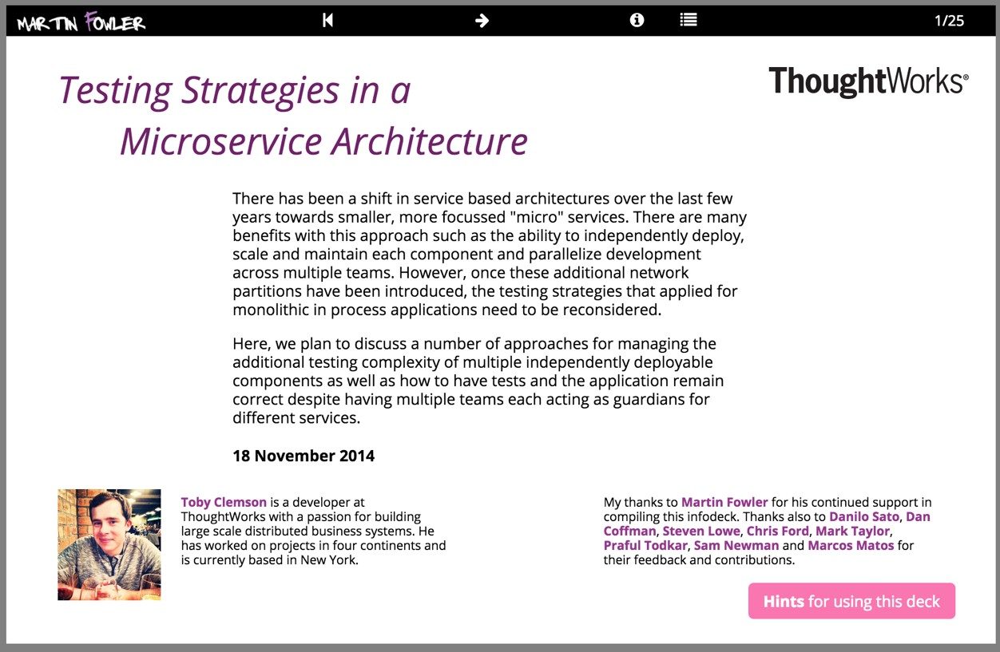 MARTIN FOWLER
1/25
ThoughtWorks®
Testing Strategies in a
Microservice Architecture
There has been a shift in service based architectures over the last few
years towards smaller, more focussed "micro" services. There are many
benefits with this approach such as the ability to independently deploy,
scale and maintain each component and parallelize development
across multiple teams. However, once these additional network
partitions have been introduced, the testing strategies that applied for
monolithic in process applications need to be reconsidered.
Here, we plan to discuss a number of approaches for managing the
additional testing complexity of multiple independently deployable
components as well as how to have tests and the application remain
correct despite having multiple teams each acting as guardians for
different services.
18 November 2014
Toby Clemson is a developer at
ThoughtWorks with a passion for building
large scale distributed business systems. He
has worked on projects in four continents and
is currently based in New York.
My thanks to Martin Fowler for his continued support in
compiling this infodeck. Thanks also to Danilo Sato, Dan
Coffman, Steven Lowe, Chris Ford, Mark Taylor,
Praful Todkar, Sam Newman and Marcos Matos for
their feedback and contributions.
Hints for using this deck